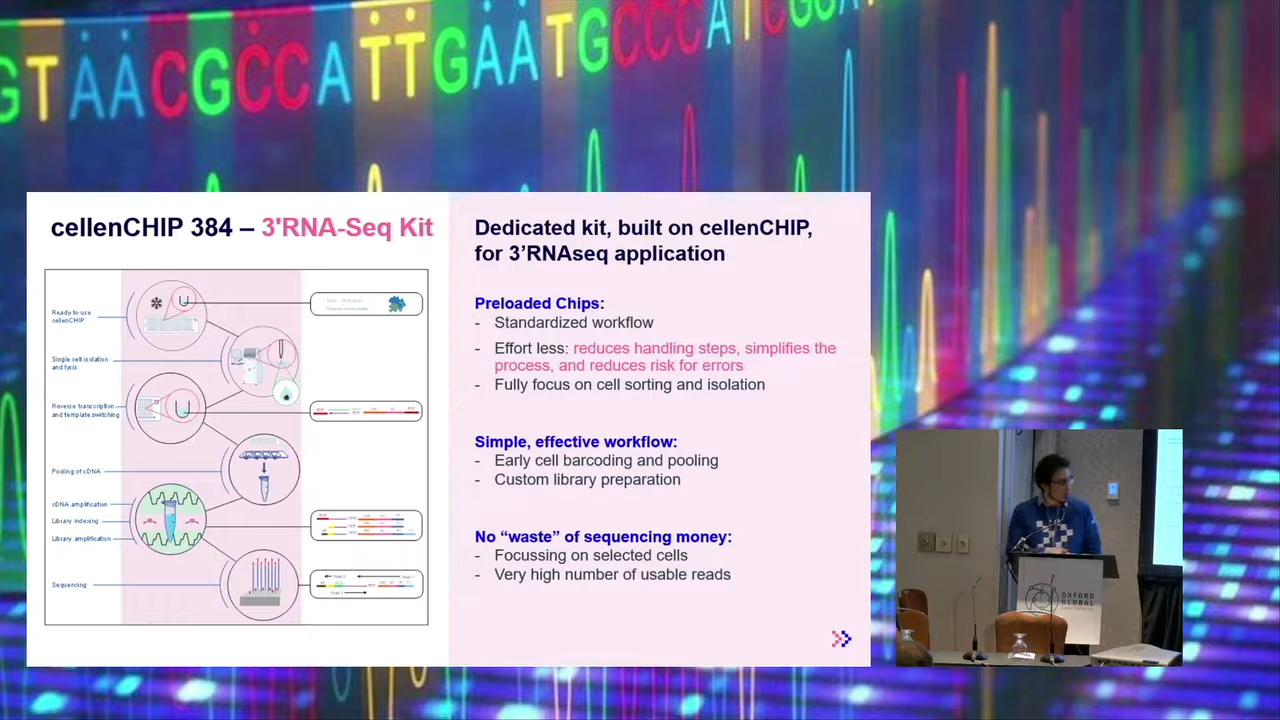 GTAACGCCATTGAATGCCCATCGGAT
cellenCHIP 384 – 3'RNA-Seq Kit
Ready to use
cellenCHIP
Single cell isolation
and lysis
Reverse transcription
and template switching
Pooling of cDNA
cDNA amplification
Library indexing
Library amplification
Sequencing
Dedicated kit, built on cellenCHIP,
for 3’RNAseq application
Preloaded Chips:
- Standardized workflow
- Effort less: reduces handling steps, simplifies the
process, and reduces risk for errors
- Fully focus on cell sorting and isolation
Simple, effective workflow:
- Early cell barcoding and pooling
- Custom library preparation
No “waste” of sequencing money:
- Focussing on selected cells
- Very high number of usable reads
OXFORD
GLOBAL